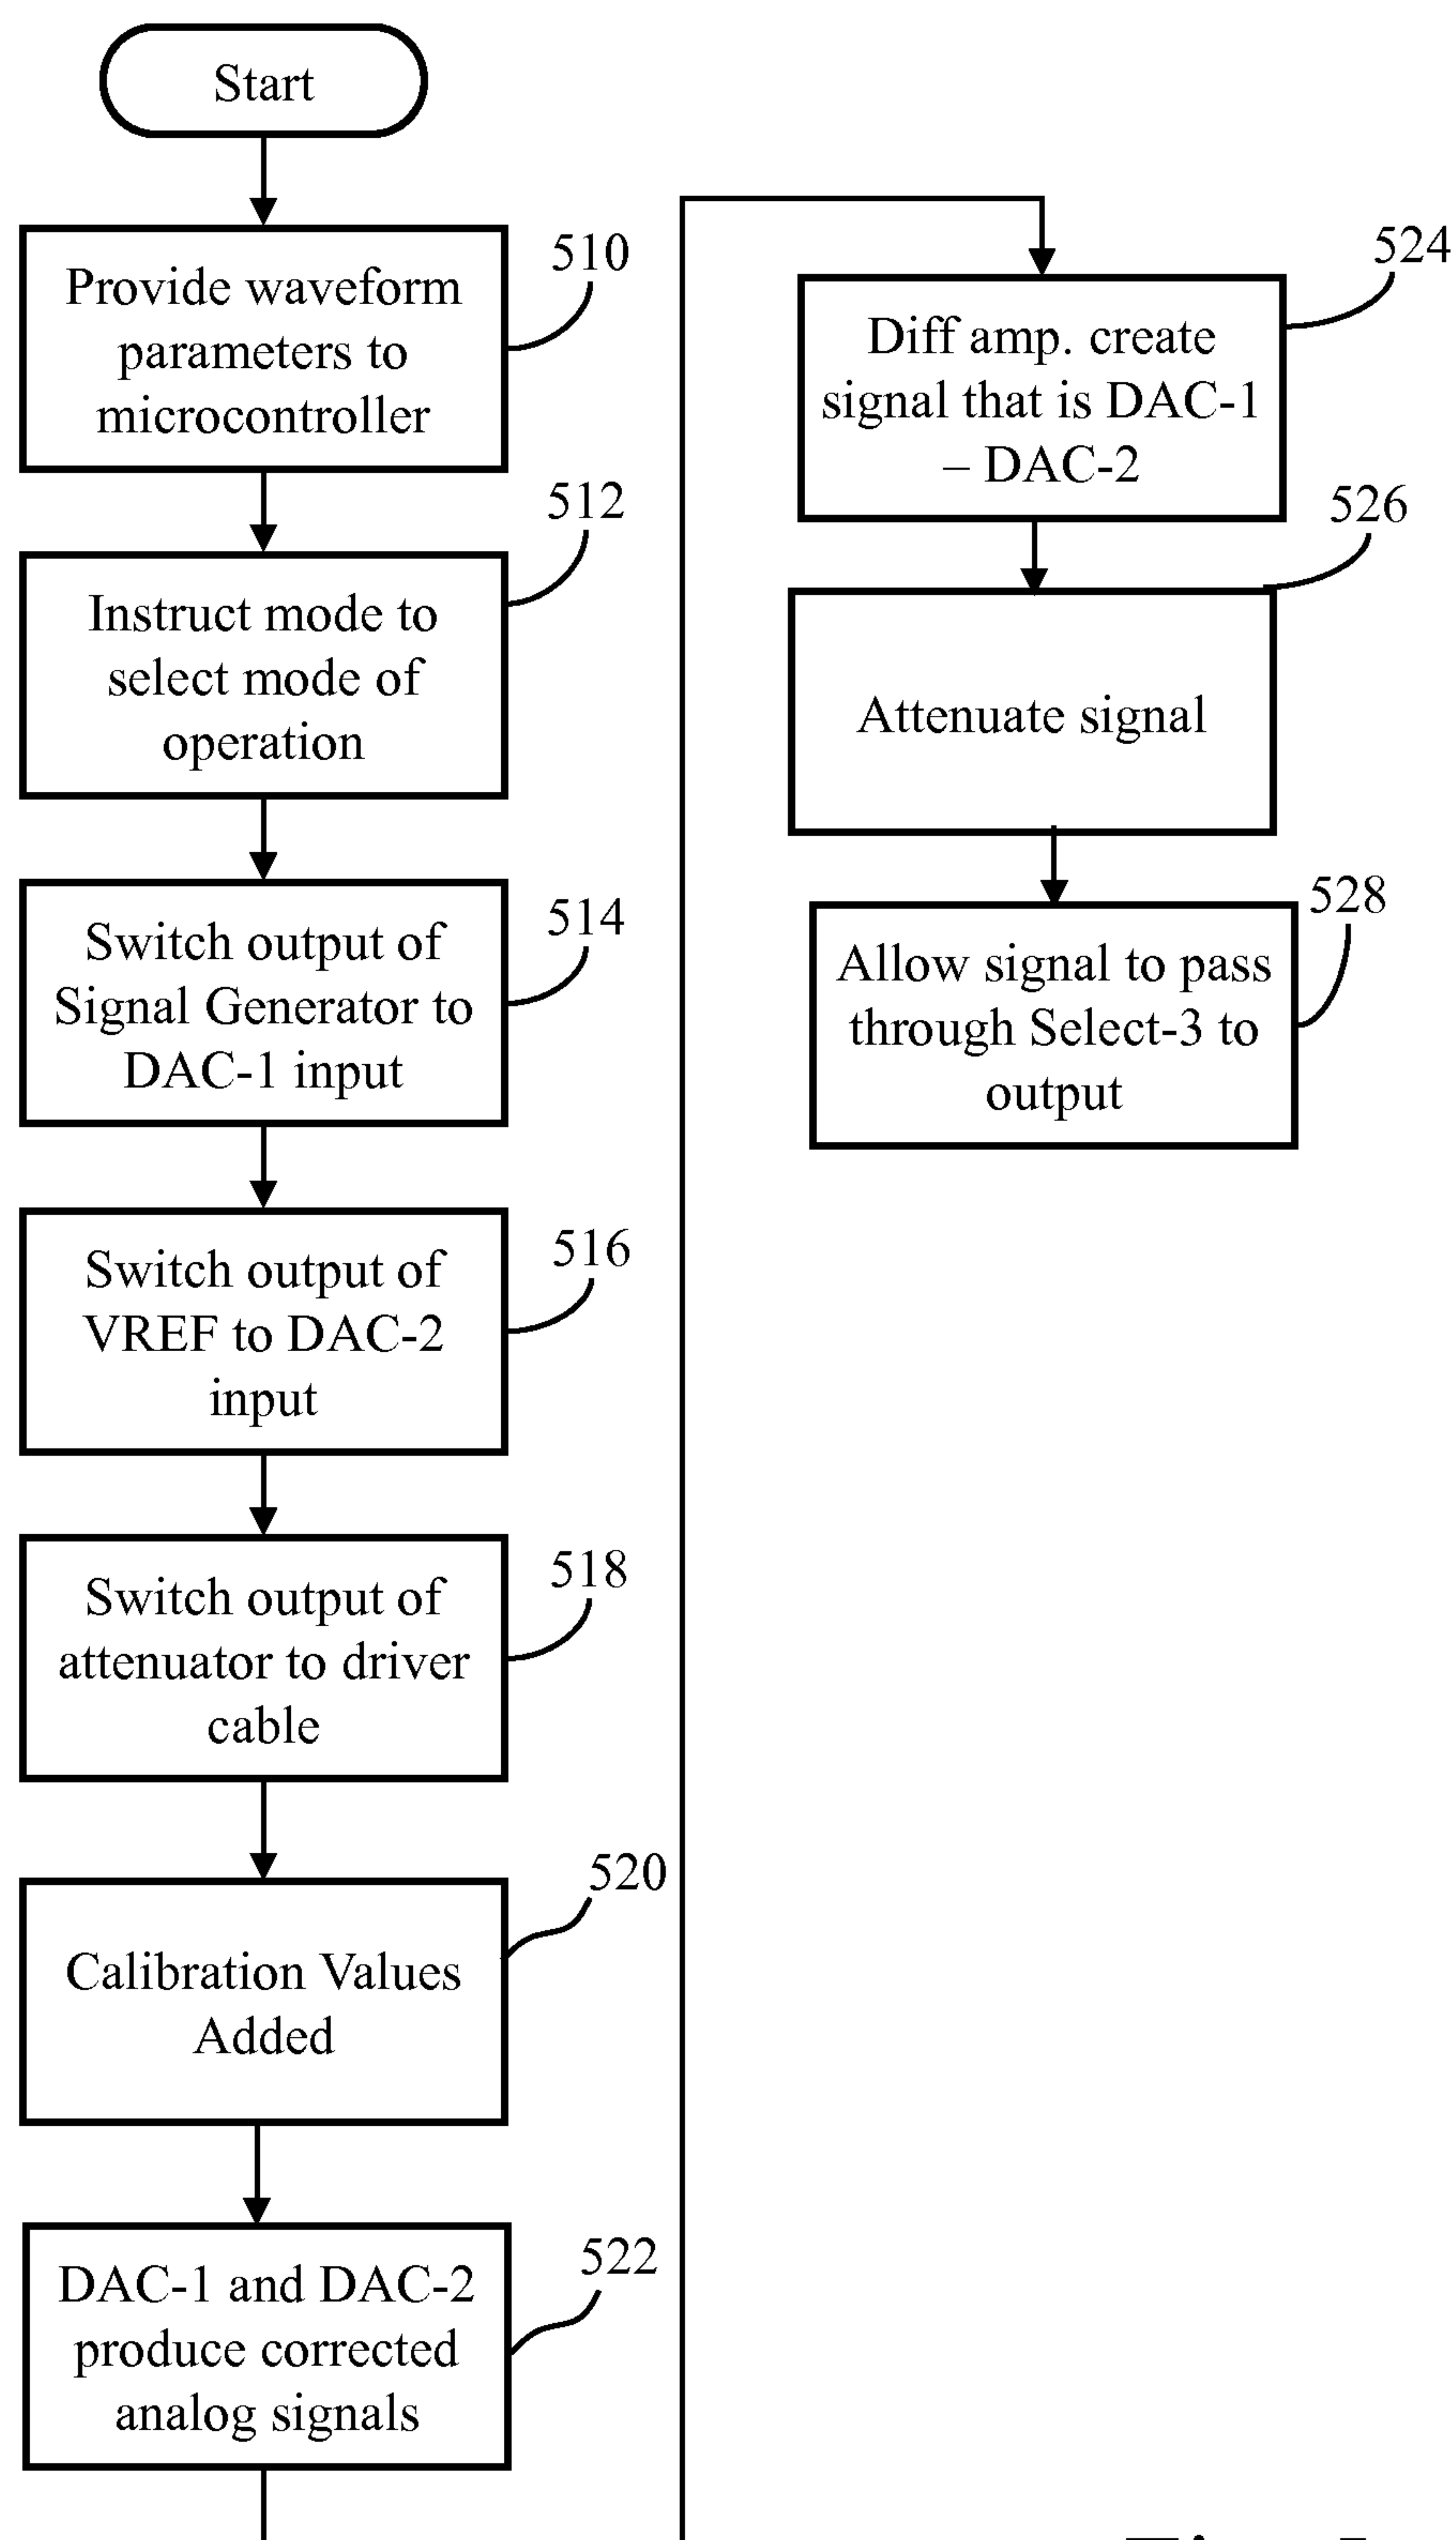 Start
510
Provide waveform
parameters to
microcontroller
512
Instruct mode to
select mode of
operation
514
Switch output of
Signal Generator to
DAC-1 input
516
Switch output of
VREF to DAC-2
input
518
Switch output of
attenuator to driver
cable
520
Calibration Values
Added
522
DAC-1 and DAC-2
produce corrected
analog signals
524
Diff amp. create
signal that is DAC-1
– DAC-2
526
Attenuate signal
528
Allow signal to pass
through Select-3 to
output